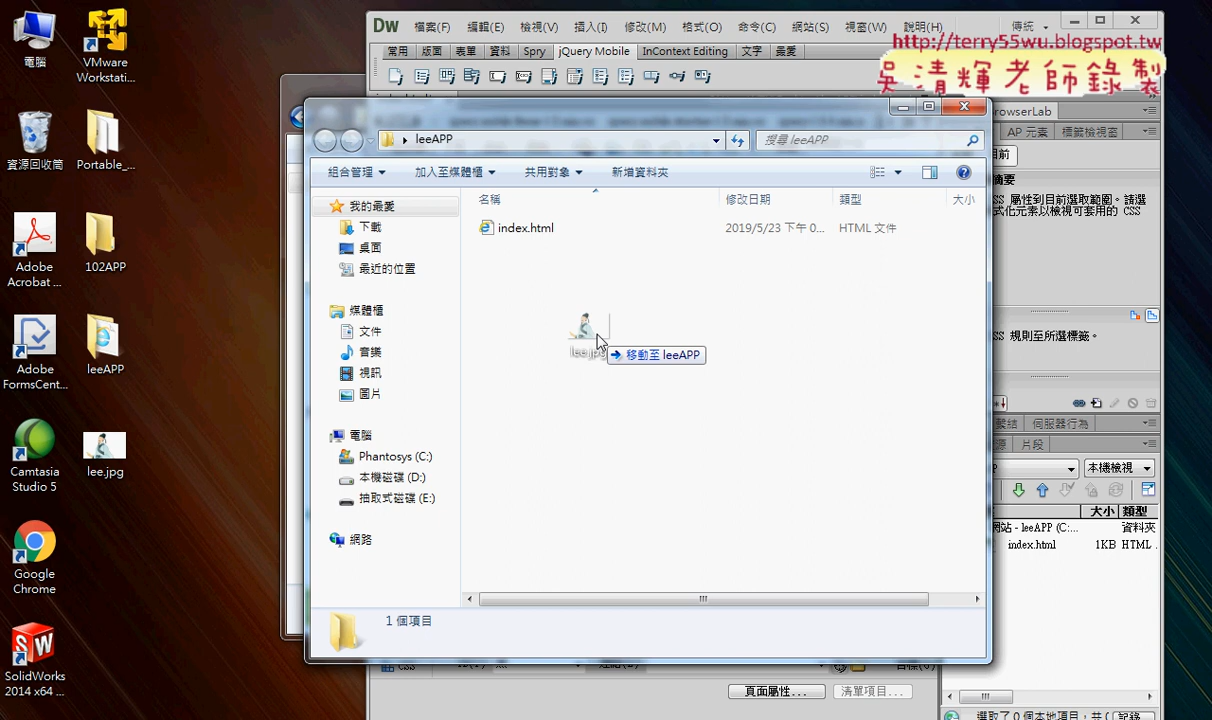 電腦
VMware
Workstati...
資源回收筒
Portable_...
Adobe
Acrobat ...
102APP
Adobe
FormsCent...
leeAPP
Camtasia
Studio 5
lee.jpg
Google
Chrome
SolidWorks
2014 x64 ...
Dw 檔案(F) 編輯(E) 檢視(V) 插入(I) 修改(M) 格式(O) 命令(C) 網站(S) 視窗(W) 說明(H) 傳統
常用 版面 表單 資料 Spry jQuery Mobile InContext Editing 文字 最愛
http://terry55wu.blogspot.tw
吳清輝老師錄製
leeAPP
搜尋 leeAPP
組合管理 加入至媒體櫃 共用對象 新增資料夾
我的最愛
下載
桌面
最近的位置
媒體櫃
文件
音樂
視訊
圖片
電腦
Phantosys (C:)
本機磁碟 (D:)
抽取式磁碟 (E:)
網路
名稱 修改日期 類型 大小
index.html 2019/5/23 下午 0... HTML 文件
lee.jpg
移動至 leeAPP
1 個項目
rowserLab
AP 元素 標籤檢視窗
摘要
SS 屬性到目前選取範圍。請選
式化元素以檢視可套用的 CSS
SS 規則至所選標籤。
繫結 伺服器行為
片段
本機檢視
大小 類型
網站 - leeAPP (C:... 資料夾
index.html 1KB HTML
頁面屬性... 清單項目...